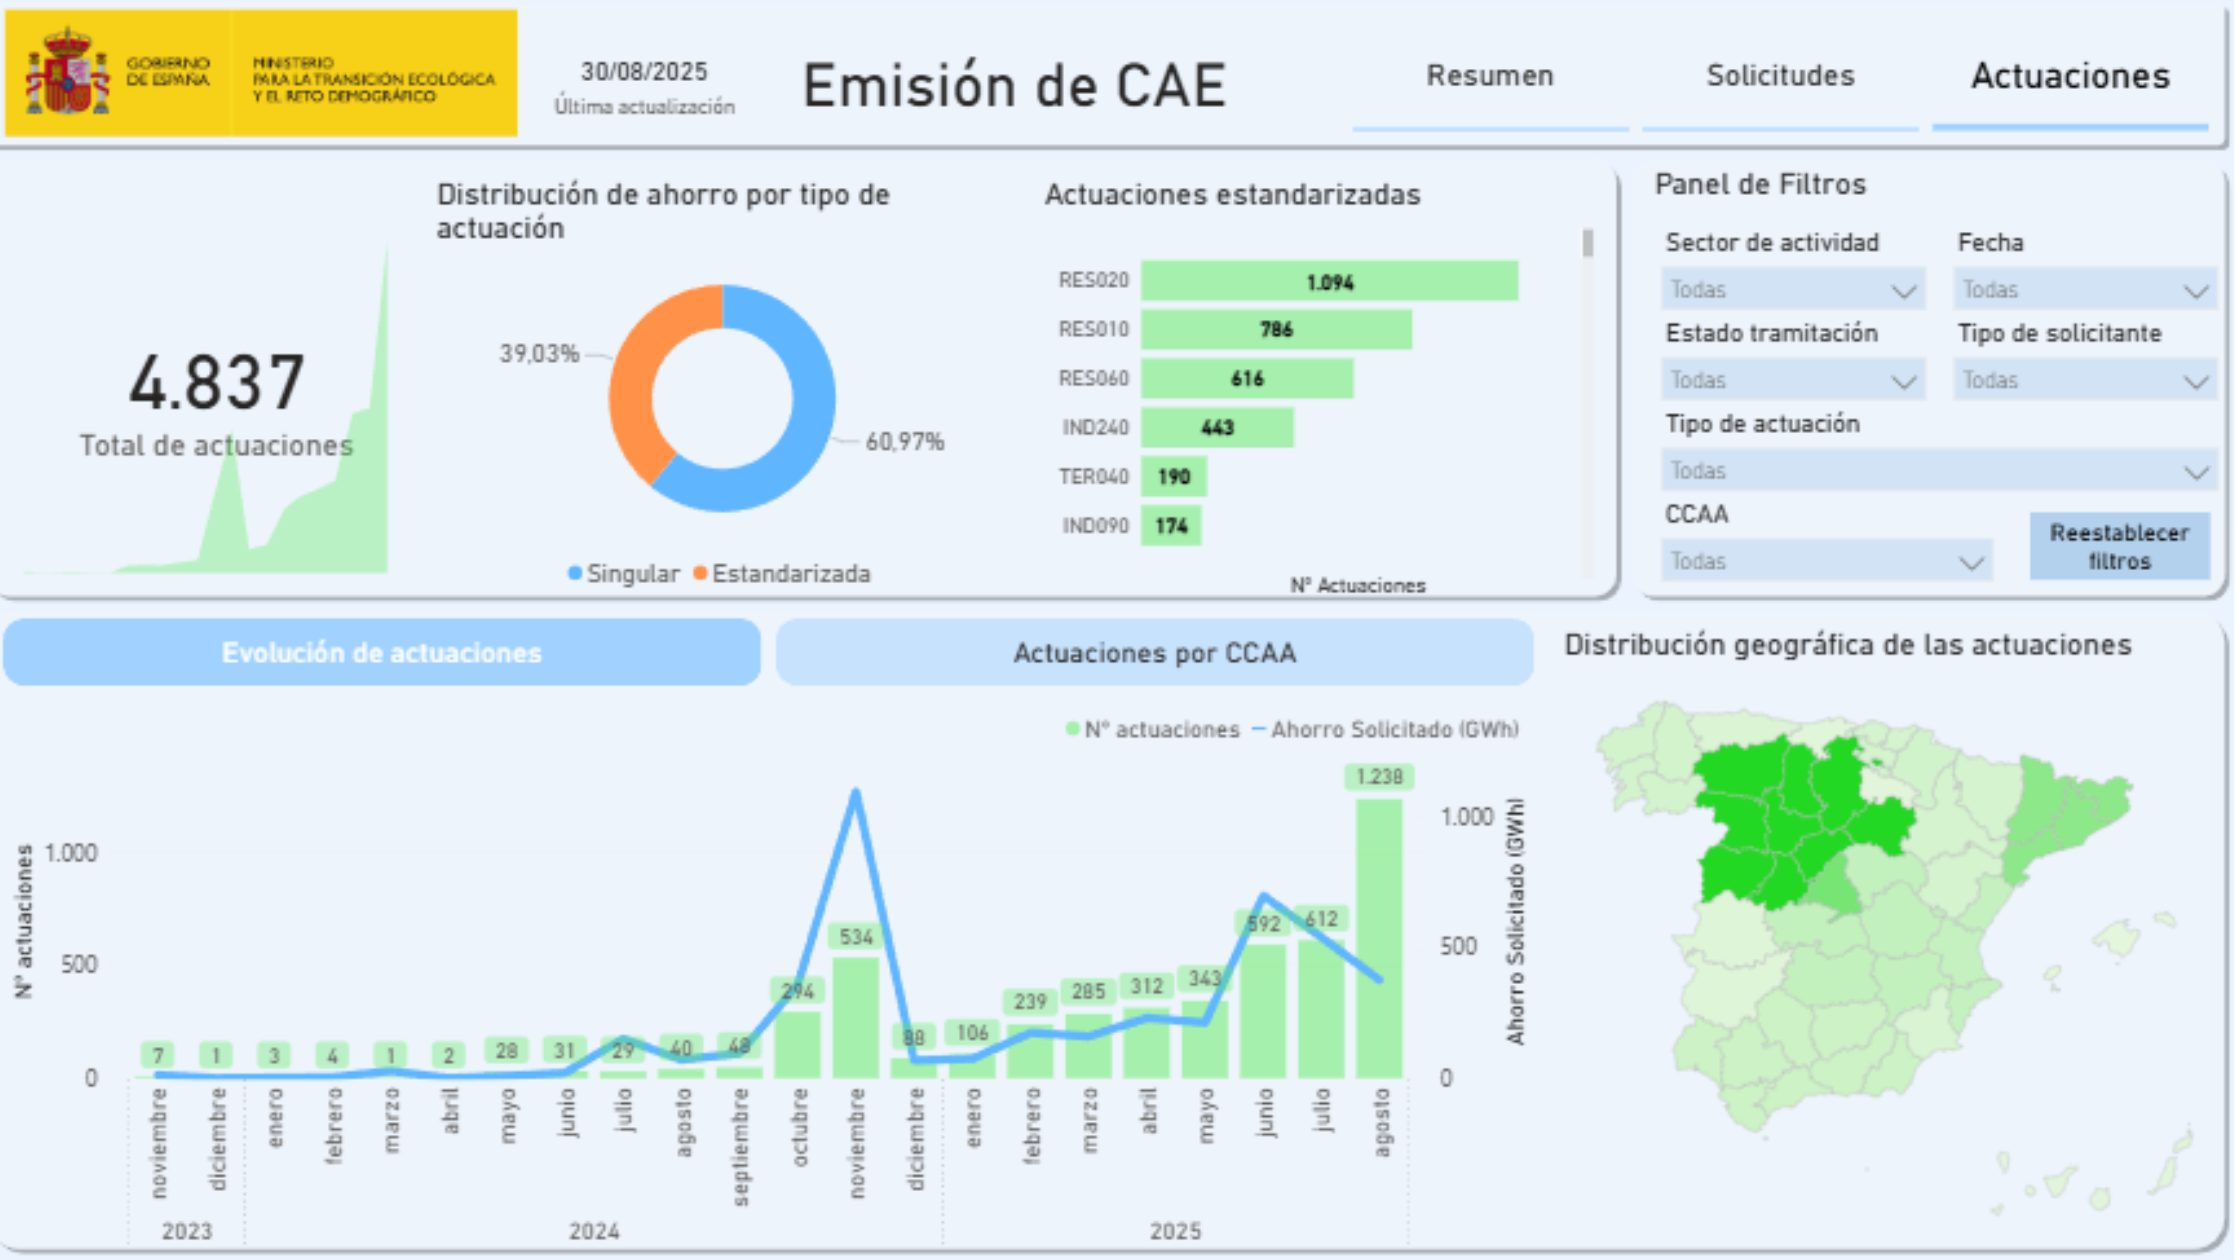 GOBIERNO
DE ESPAÑA
MINISTERIO
PARA LA TRANSICIÓN ECOLÓGICA
Y EL RETO DEMOGRÁFICO
30/08/2025
Última actualización
Emisión de CAE
Resumen
Solicitudes
Actuaciones
4.837
Total de actuaciones
Distribución de ahorro por tipo de
actuación
39,03%
60,97%
Singular
Estandarizada
Actuaciones estandarizadas
RES020 1.094
RES010 786
RES060 616
IND240 443
TER040 190
IND090 174
Nº Actuaciones
Panel de Filtros
Sector de actividad
Todas
Fecha
Todas
Estado tramitación
Todas
Tipo de solicitante
Todas
Tipo de actuación
Todas
CCAA
Todas
Reestablecer
filtros
Evolución de actuaciones
Actuaciones por CCAA
Nº actuaciones
Ahorro Solicitado (GWh)
Nº actuaciones
1.000
500
0
7
1
3
4
1
2
28
31
29
40
48
294
534
88
106
239
285
312
343
592
612
1.238
1.000
500
0
Ahorro Solicitado (GWh)
noviembre
diciembre
enero
febrero
marzo
abril
mayo
junio
julio
agosto
septiembre
octubre
noviembre
diciembre
enero
febrero
marzo
abril
mayo
junio
julio
agosto
2023
2024
2025
Distribución geográfica de las actuaciones